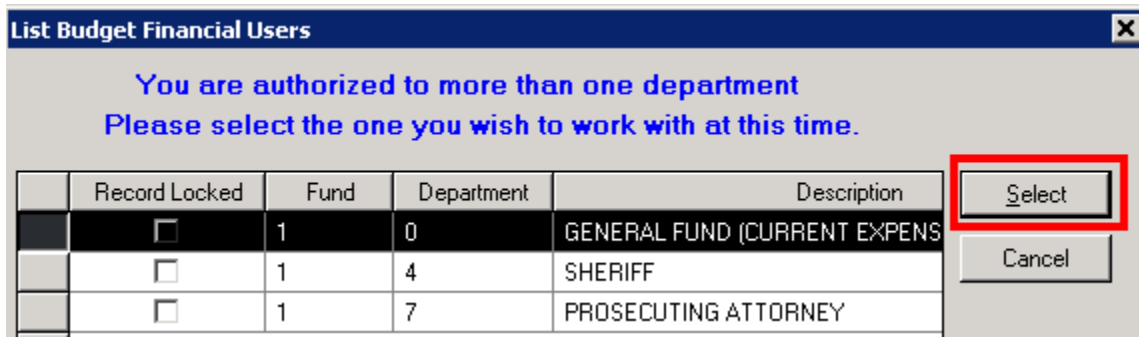 List Budget Financial Users
You are authorized to more than one department
Please select the one you wish to work with at this time.
Record Locked Fund Department Description Select
1 0 GENERAL FUND (CURRENT EXPENS
Cancel
1 4 SHERIFF
1 7 PROSECUTING ATTORNEY